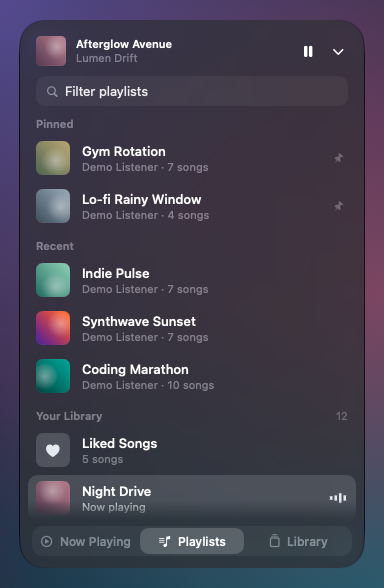 Afterglow Avenue
Lumen Drift
Filter playlists
Pinned
Gym Rotation
Demo Listener · 7 songs
Lo-fi Rainy Window
Demo Listener · 4 songs
Recent
Indie Pulse
Demo Listener · 7 songs
Synthwave Sunset
Demo Listener · 7 songs
Coding Marathon
Demo Listener · 10 songs
Your Library 12
Liked Songs
5 songs
Night Drive
Now playing
Now Playing Playlists Library